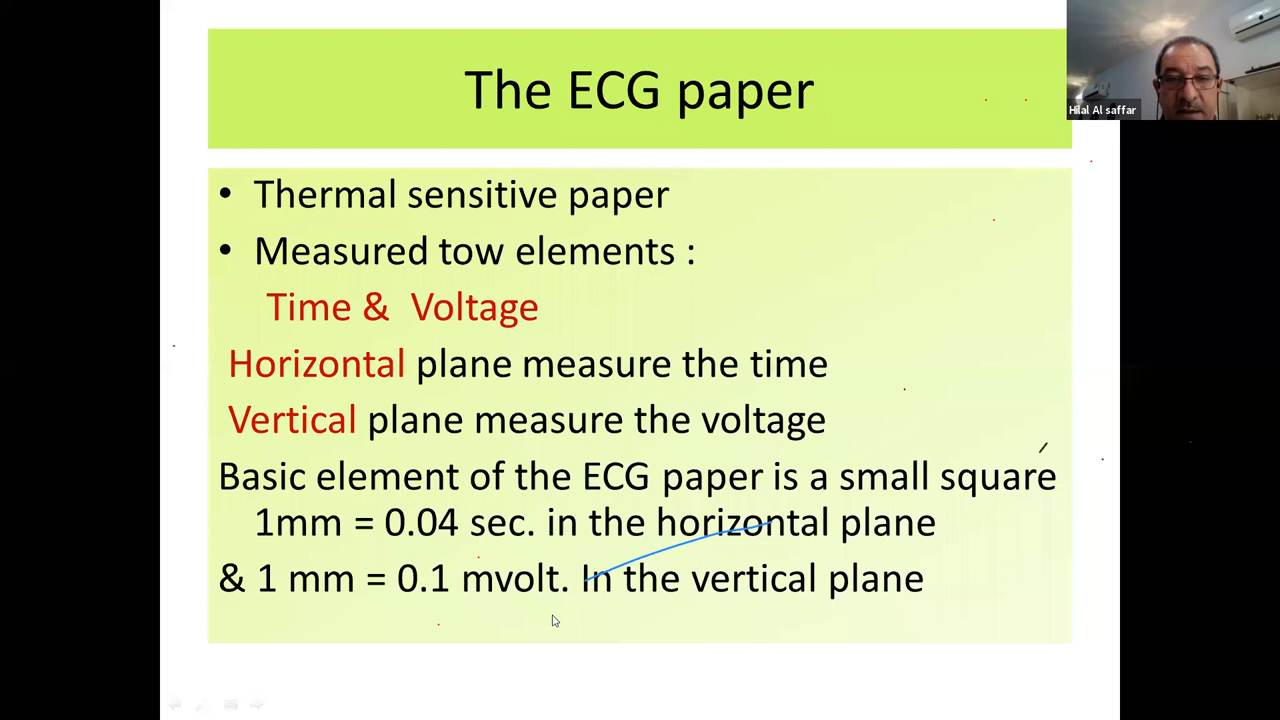 The ECG paper
Hilal Al saffar
• Thermal sensitive paper
• Measured tow elements :
Time & Voltage
Horizontal plane measure the time
Vertical plane measure the voltage
Basic element of the ECG paper is a small square
1mm = 0.04 sec. in the horizontal plane
& 1 mm = 0.1 mvolt. In the vertical plane